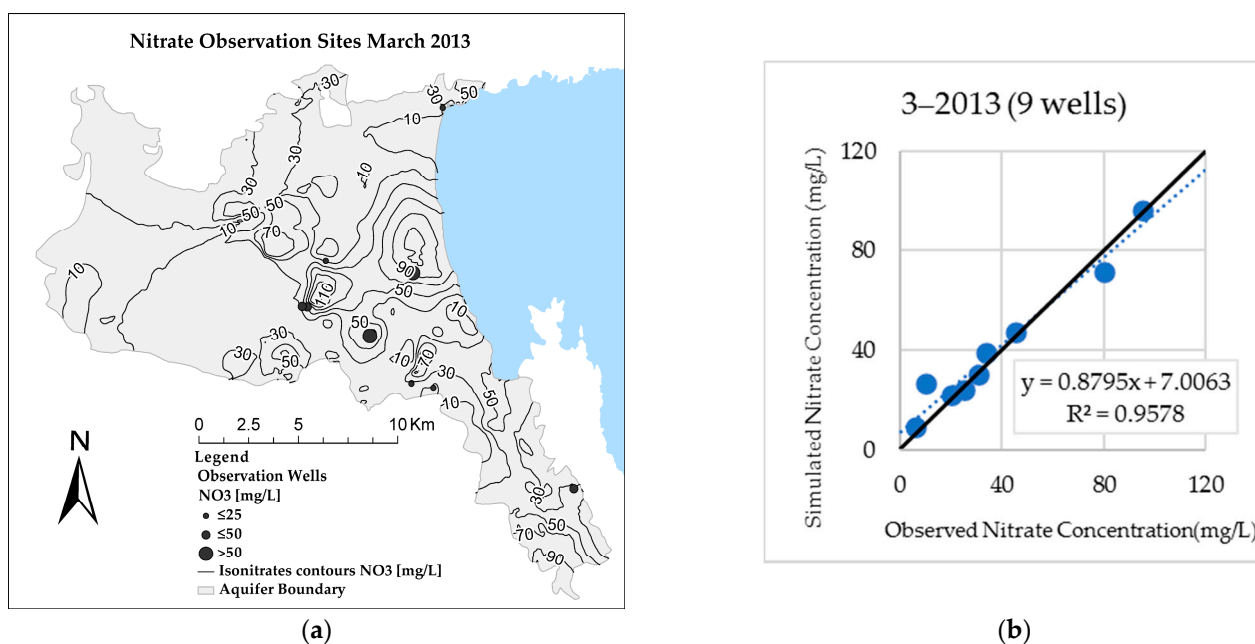 Nitrate Observation Sites March 2013
30
30
50
10
30
10
30
50
50
10
70
90
10
110
50
50
10
30
30
50
10
70
30
10
50
0 2.5 5 10 Km
N
Legend
Observation Wells
NO3 [mg/L]
≤25
≤50
>50
Isonitrates contours NO3 [mg/L]
Aquifer Boundary
30
50
70
90
(a)
3–2013 (9 wells)
Simulated Nitrate Concentration (mg/L)
120
80
40
0
y = 0.8795x + 7.0063
R² = 0.9578
0 40 80 120
Observed Nitrate Concentration(mg/L)
(b)